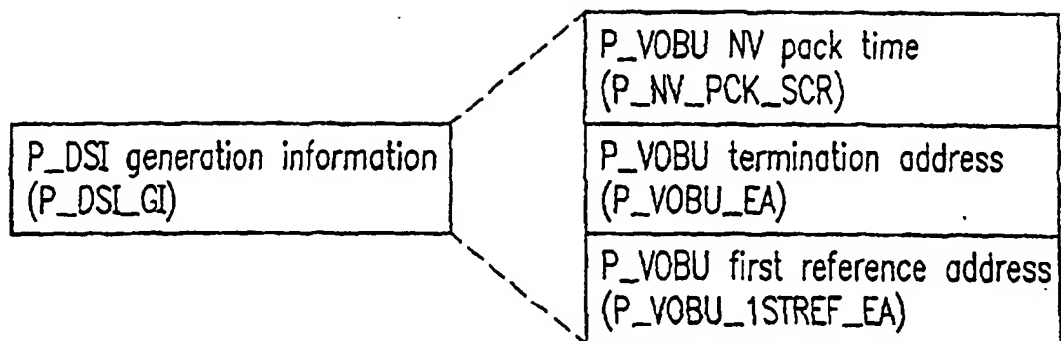 P_DSI generation information
(P_DSI_GI)
P_VOBU NV pack time
(P_NV_PCK_SCR)
P_VOBU termination address
(P_VOBU_EA)
P_VOBU first reference address
(P_VOBU_1STREF_EA)